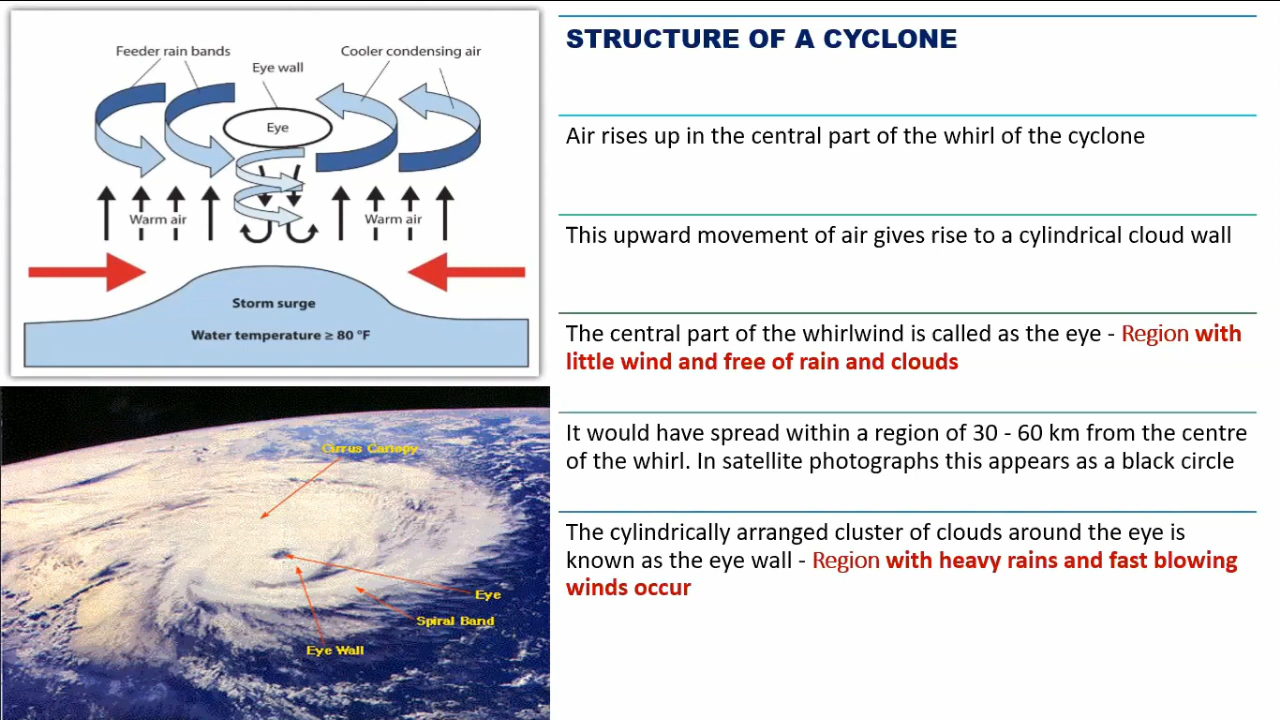 Feeder rain bands
Cooler condensing air
Eye wall
Eye
Warm air
Warm air
Storm surge
Water temperature ≥ 80 °F
Cirrus Canopy
Eye
Spiral Band
Eye Wall
STRUCTURE OF A CYCLONE
Air rises up in the central part of the whirl of the cyclone
This upward movement of air gives rise to a cylindrical cloud wall
The central part of the whirlwind is called as the eye - Region with
little wind and free of rain and clouds
It would have spread within a region of 30 - 60 km from the centre
of the whirl. In satellite photographs this appears as a black circle
The cylindrically arranged cluster of clouds around the eye is
known as the eye wall - Region with heavy rains and fast blowing
winds occur